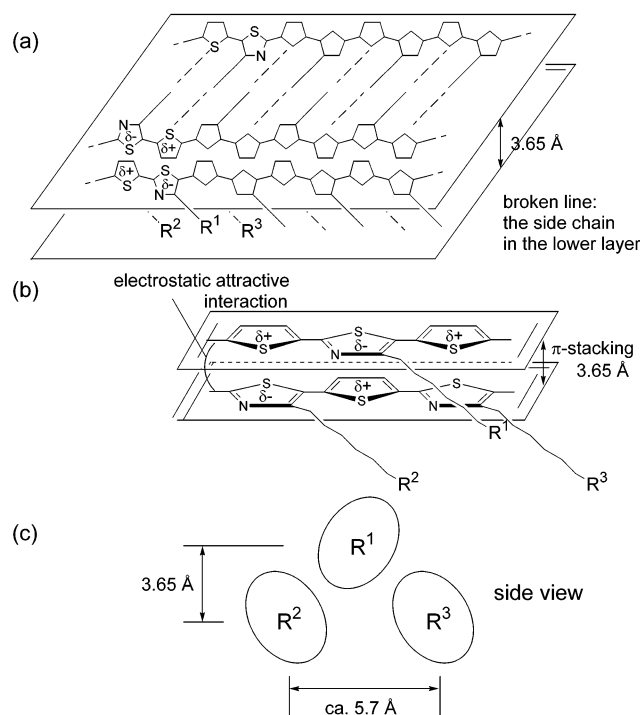 (a)
S
S
N
N
δ-
S
S
δ+
δ+
S
S
δ-
N
3.65 Å
R² R¹ R³
broken line:
the side chain
in the lower layer
(b)
electrostatic attractive
interaction
δ+
S
S
δ-
N
δ+
S
π-stacking
3.65 Å
S
N
δ-
δ+
S
S
N
R¹
R²
R³
(c)
R¹
3.65 Å
R²
R³
side view
ca. 5.7 Å